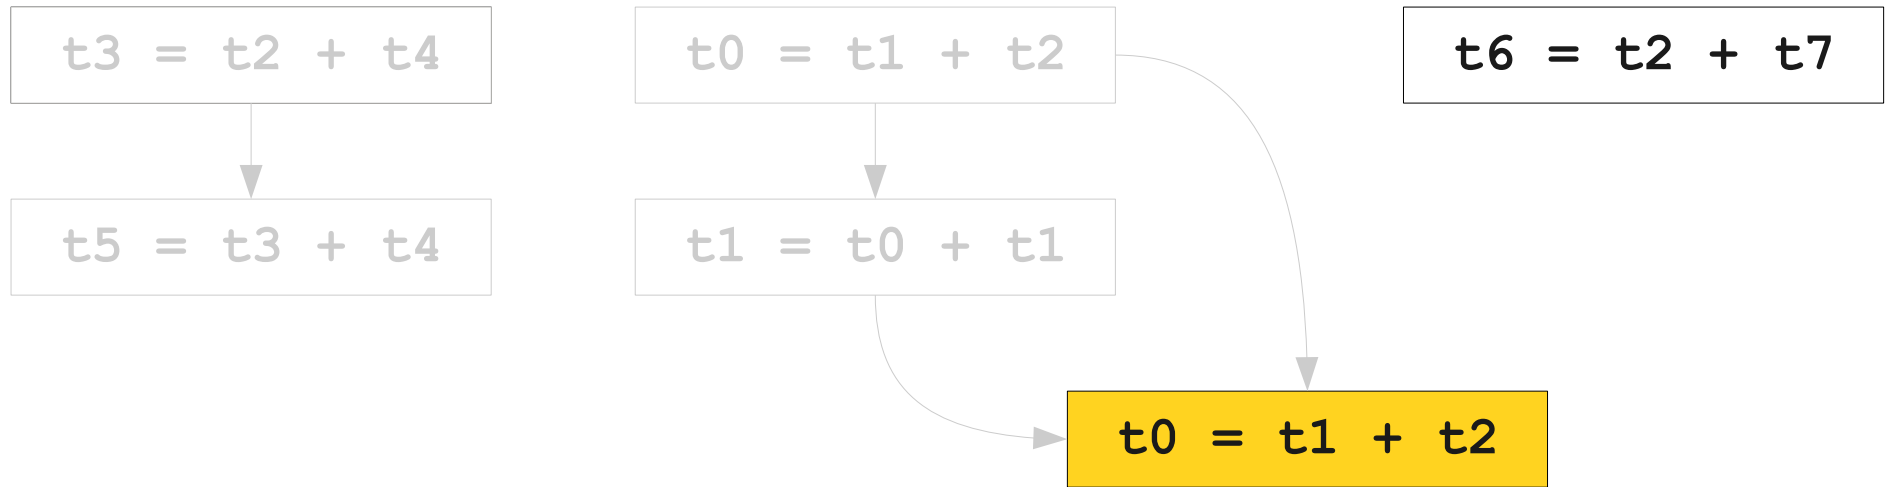 t3 = t2 + t4
t0 = t1 + t2
t6 = t2 + t7
t5 = t3 + t4
t1 = t0 + t1
t0 = t1 + t2